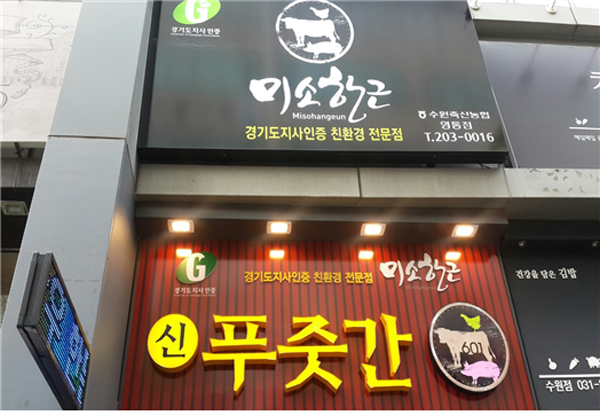 G
경기도지사인증
미소한근
Misohangeun
경기도지사인증 친환경 전문점
수원축산농협
영통점
T.203-0016
G
경기도지사인증
경기도지사인증 친환경 전문점 미소한근
신 푸줏간
601
건강을 담은 김밥
수원점 031-